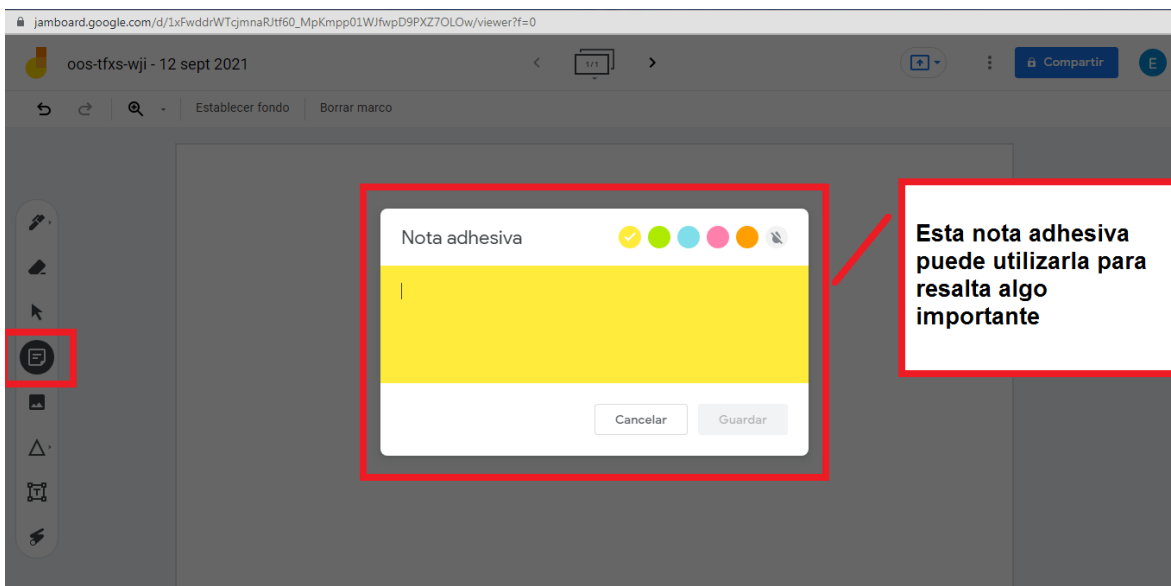 jamboard.google.com/d/1xFwddrWTcjmnaRJtf60_MpKmpp01WJfwpD9PXZ7OLOw/viewer?f=0
oos-tfxs-wji - 12 sept 2021
1/1
Compartir
E
Establecer fondo
Borrar marco
Nota adhesiva
Cancelar
Guardar
Esta nota adhesiva
puede utilizarla para
resalta algo
importante